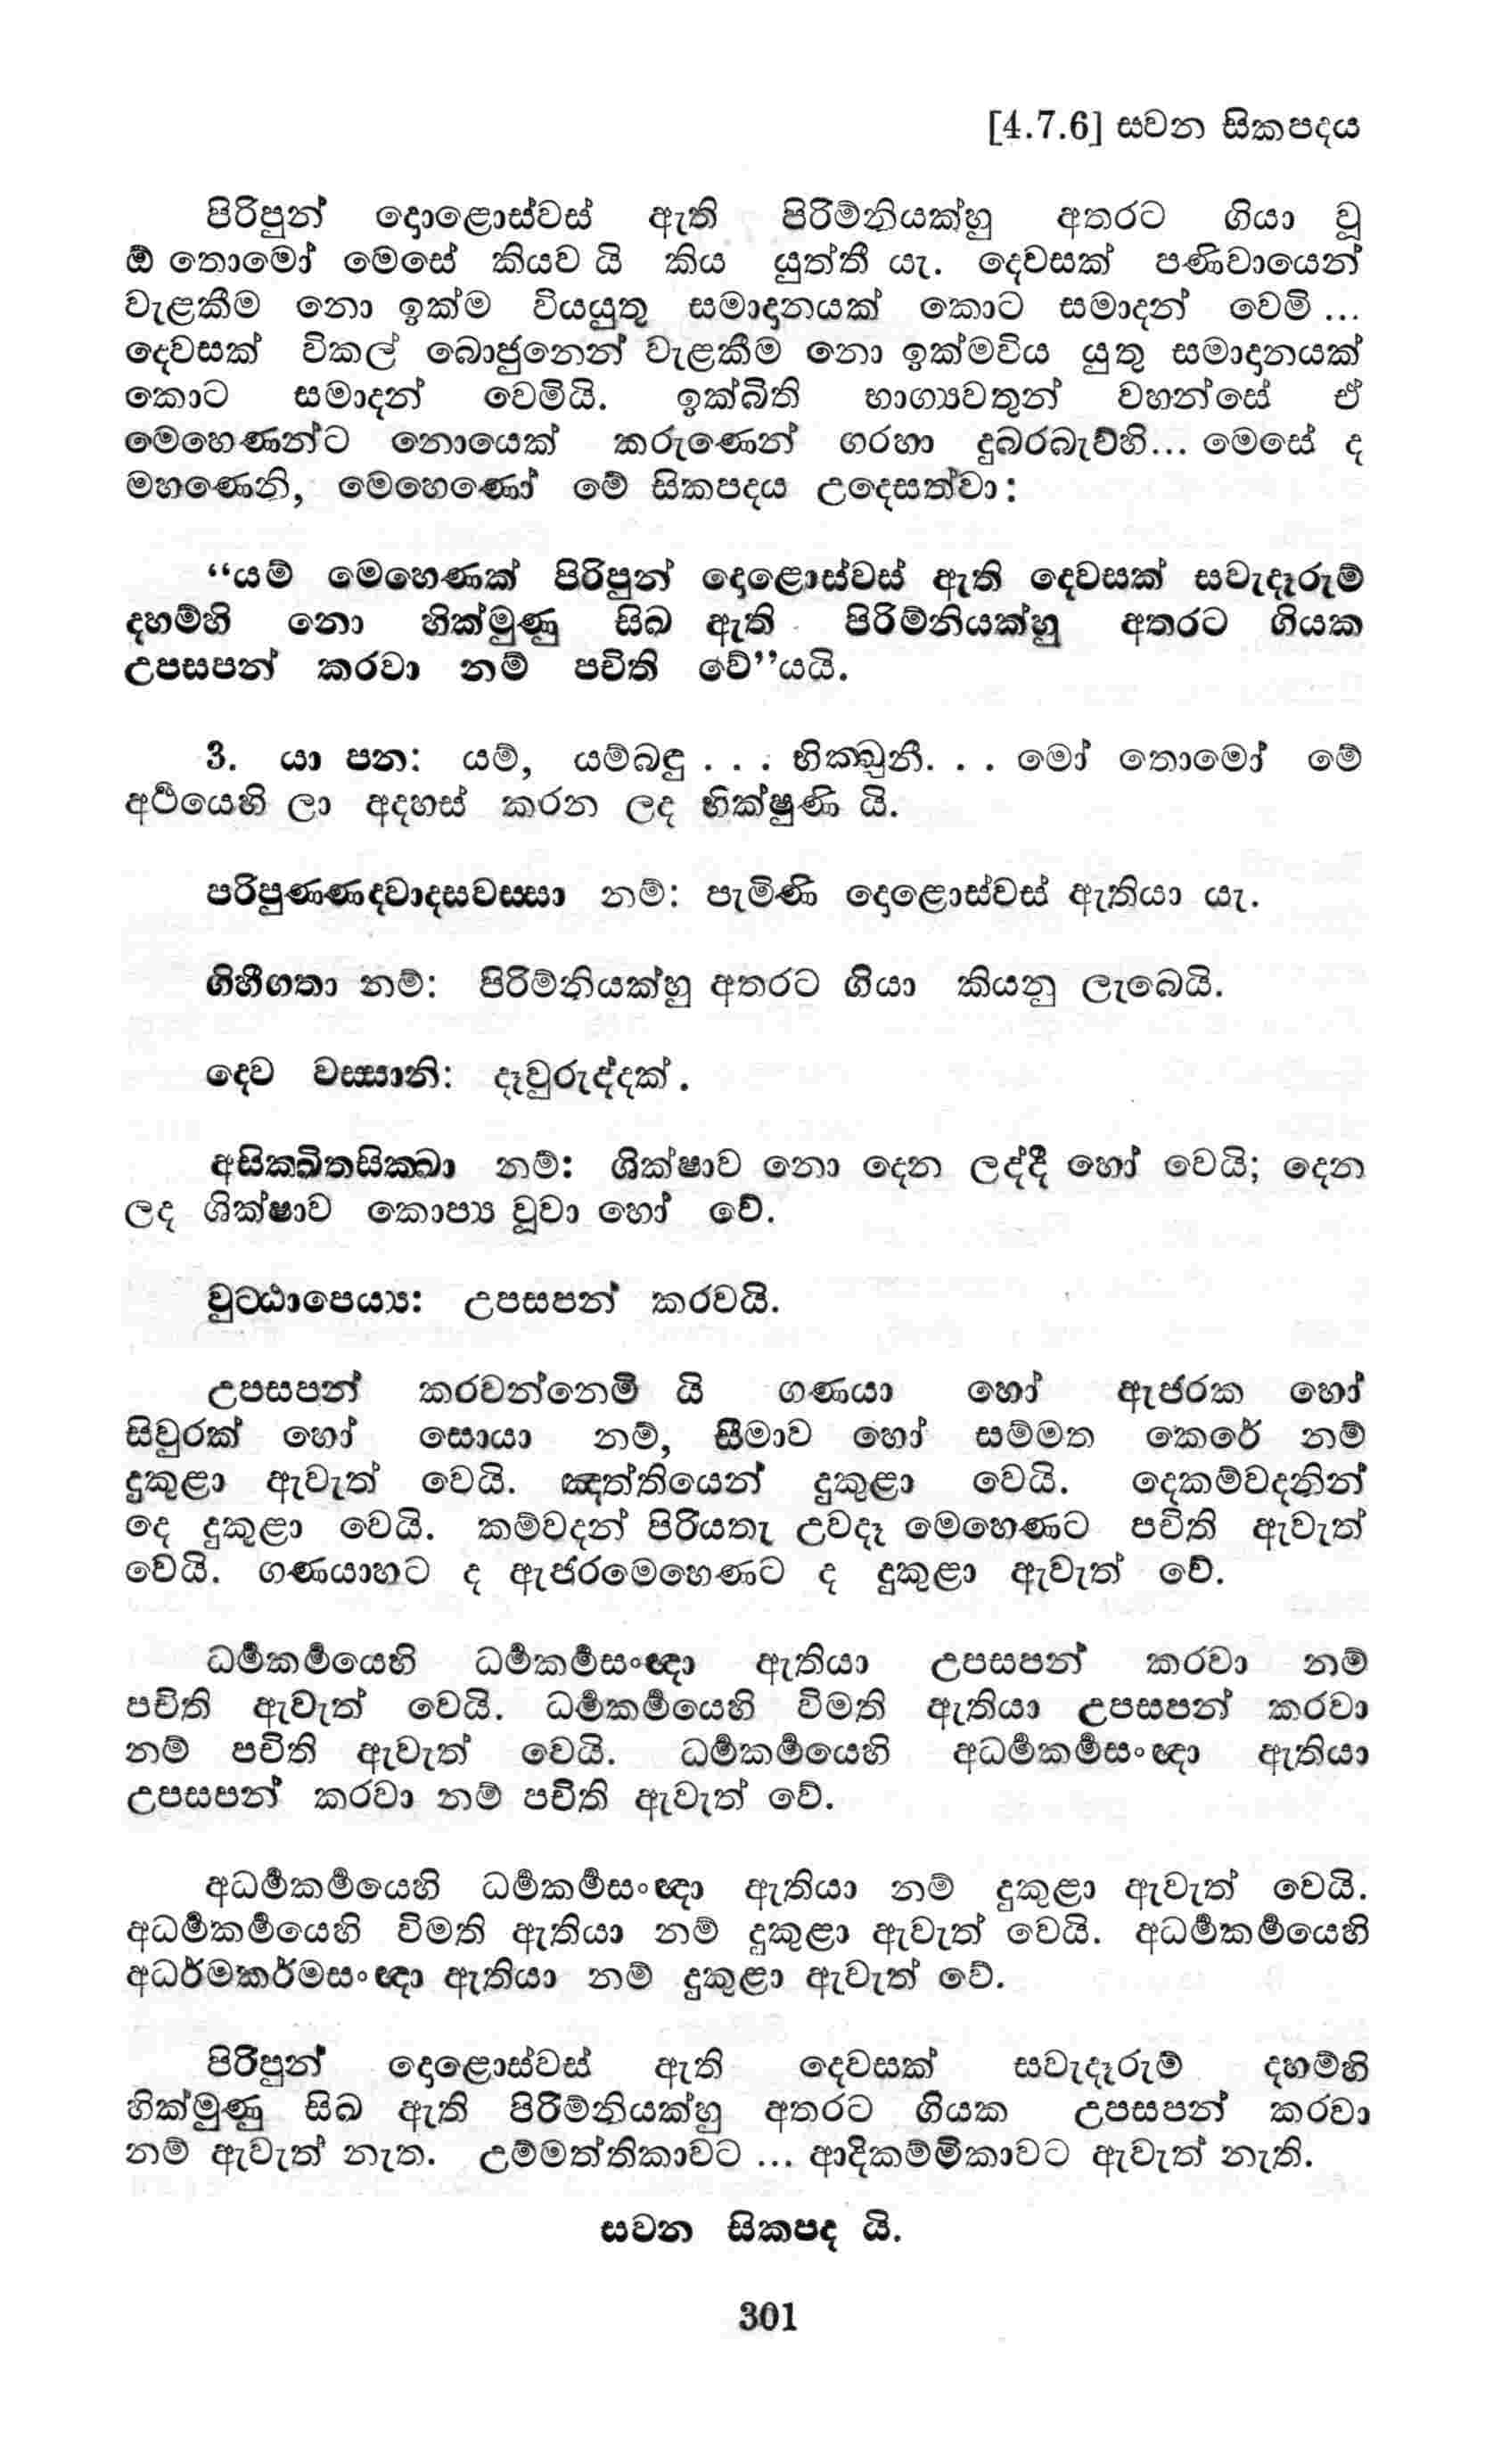 [4.7.6] සවන සිකපදය
පිරිපුන් දොළොස්වස් ඇති පිරිමිනියක්හු අතරට ගියා වූ
ඕ තොමෝ මෙසේ කියව යි කිය යුත්තී යැ. දෙවසක් පණිවායෙන්
වැළකීම නො ඉක්ම වියයුතු සමාදනයක් කොට සමාදන් වෙමි ...
දෙවසක් විකල් බොජුනෙන් වැළකීම නො ඉක්මවිය යුතු සමාදානයක්
කොට සමාදන් වෙමියි. ඉක්බිති භාග්‍යවතුන් වහන්සේ ඒ
මෙහෙණන්ට නොයෙක් කරුණෙන් ගරහා දුබරබැව්හි... මෙසේ ද
මහණෙනි, මෙහෙණෝ මේ සිකපදය උදෙසත්වා:
“යම් මෙහෙණක් පිරිපුන් දොළොස්වස් ඇති දෙවසක් සවැදෑරුම්
දහම්හි නො හික්මුණු සිඛ ඇති පිරිම්නියක්හු අතරට ගියක
උපසපන් කරවා නම් පචිති වේ”යයි.
3. යා පන: යම්, යම්බඳු . . . භික්ඛුනී. . . මෝ තොමෝ මේ
අර්‍ථයෙහි ලා අදහස් කරන ලද භික්ෂුණි යි.
පරිපුණ්ණද්වාදසවස්සා නම්: පැමිණි දොළොස්වස් ඇතියා යැ.
ගිහීගතා නම්: පිරිම්නියක්හු අතරට ගියා කියනු ලැබෙයි.
ද්වෙ වස්සානි: දෑවුරුද්දක්.
අසික්ඛිතසික්ඛා නම්: ශික්ෂාව නො දෙන ලද්දී හෝ වෙයි; දෙන
ලද ශික්ෂාව කොප්‍ය වූවා හෝ වේ.
වුට්ඨාපෙය්‍ය: උපසපන් කරවයි.
උපසපන් කරවන්නෙමි යි ගණයා හෝ ඇජරක හෝ
සිවුරක් හෝ සොයා නම්, සීමාව හෝ සම්මත කෙරේ නම්
දුකුළා ඇවැත් වෙයි. ඤත්තියෙන් දුකුළා වෙයි. දෙකම්වදනින්
දෙ දුකුළා වෙයි. කම්වදන් පිරියතැ උවදෑ මෙහෙණට පචිති ඇවැත්
වෙයි. ගණයාහට ද ඇජරමෙහෙණට ද දුකුළා ඇවැත් වේ.
ධර්‍මකර්‍මයෙහි ධර්‍මකර්‍මසංඥා ඇතියා උපසපන් කරවා නම්
පචිති ඇවැත් වෙයි. ධර්‍මකර්‍මයෙහි විමති ඇතියා උපසපන් කරවා
නම් පචිති ඇවැත් වෙයි. ධර්‍මකර්‍මයෙහි අධර්‍මකර්‍මසංඥා ඇතියා
උපසපන් කරවා නම් පචිති ඇවැත් වේ.
අධර්‍මකර්‍මයෙහි ධර්‍මකර්‍මසංඥා ඇතියා නම් දුකුළා ඇවැත් වෙයි.
අධර්‍මකර්‍මයෙහි විමති ඇතියා නම් දුකුළා ඇවැත් වෙයි. අධර්‍මකර්‍මයෙහි
අධර්මකර්මසංඥා ඇතියා නම් දුකුළා ඇවැත් වේ.
පිරිපුන් දොළොස්වස් ඇති දෙවසක් සවැදෑරුම් දහම්හි
හික්මුණු සිඛ ඇති පිරිම්නියක්හු අතරට ගියක උපසපන් කරවා
නම් ඇවැත් නැත. උම්මත්තිකාවට ... ආදිකම්මිකාවට ඇවැත් නැති.
සවන සිකපද යි.
301